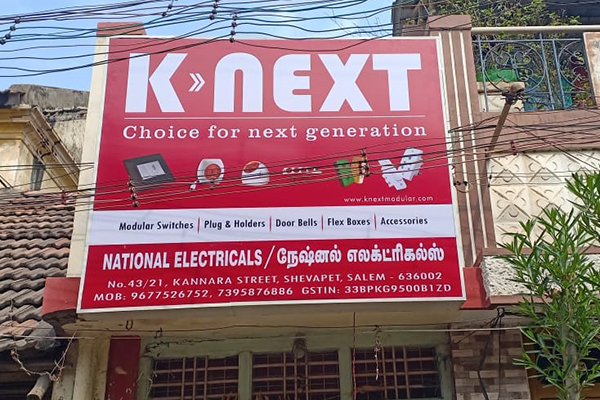 K»NEXT
Choice for next generation
www.knextmodular.com
Modular Switches | Plug & Holders | Door Bells | Flex Boxes | Accessories
NATIONAL ELECTRICALS / நேஷ்னல் எலக்ட்ரிகல்ஸ்
No.43/21, KANNARA STREET, SHEVAPET, SALEM - 636002
MOB: 9677526752, 7395876886 GSTIN: 33BPKG9500B1ZD